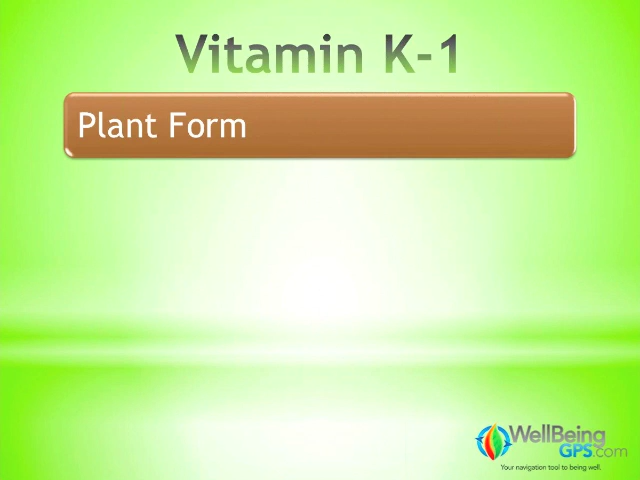 Vitamin K-1
Plant Form
WellBeing
GPS.com
Your navigation tool to being well.